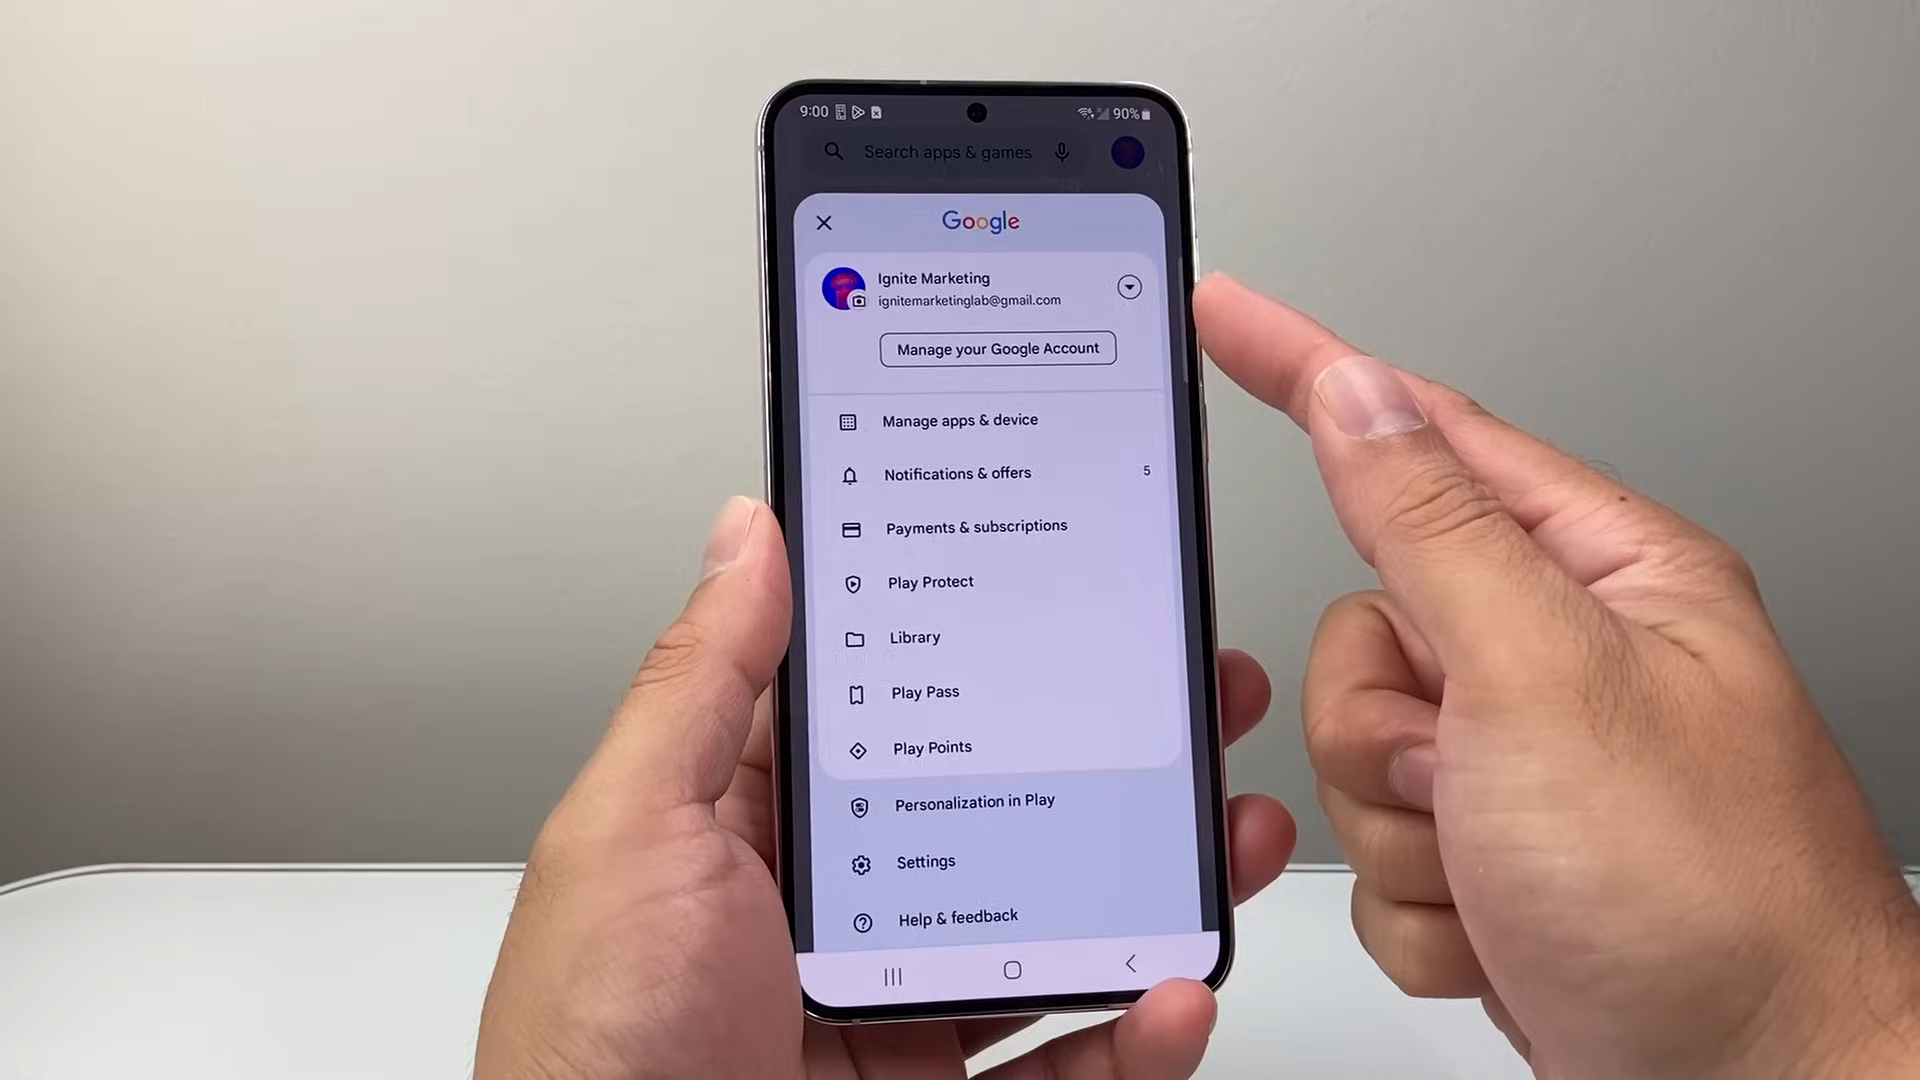 9:00 90%
Search apps & games
Google
Ignite Marketing
ignitemarketinglab@gmail.com
Manage your Google Account
Manage apps & device
Notifications & offers 5
Payments & subscriptions
Play Protect
Library
Play Pass
Play Points
Personalization in Play
Settings
Help & feedback